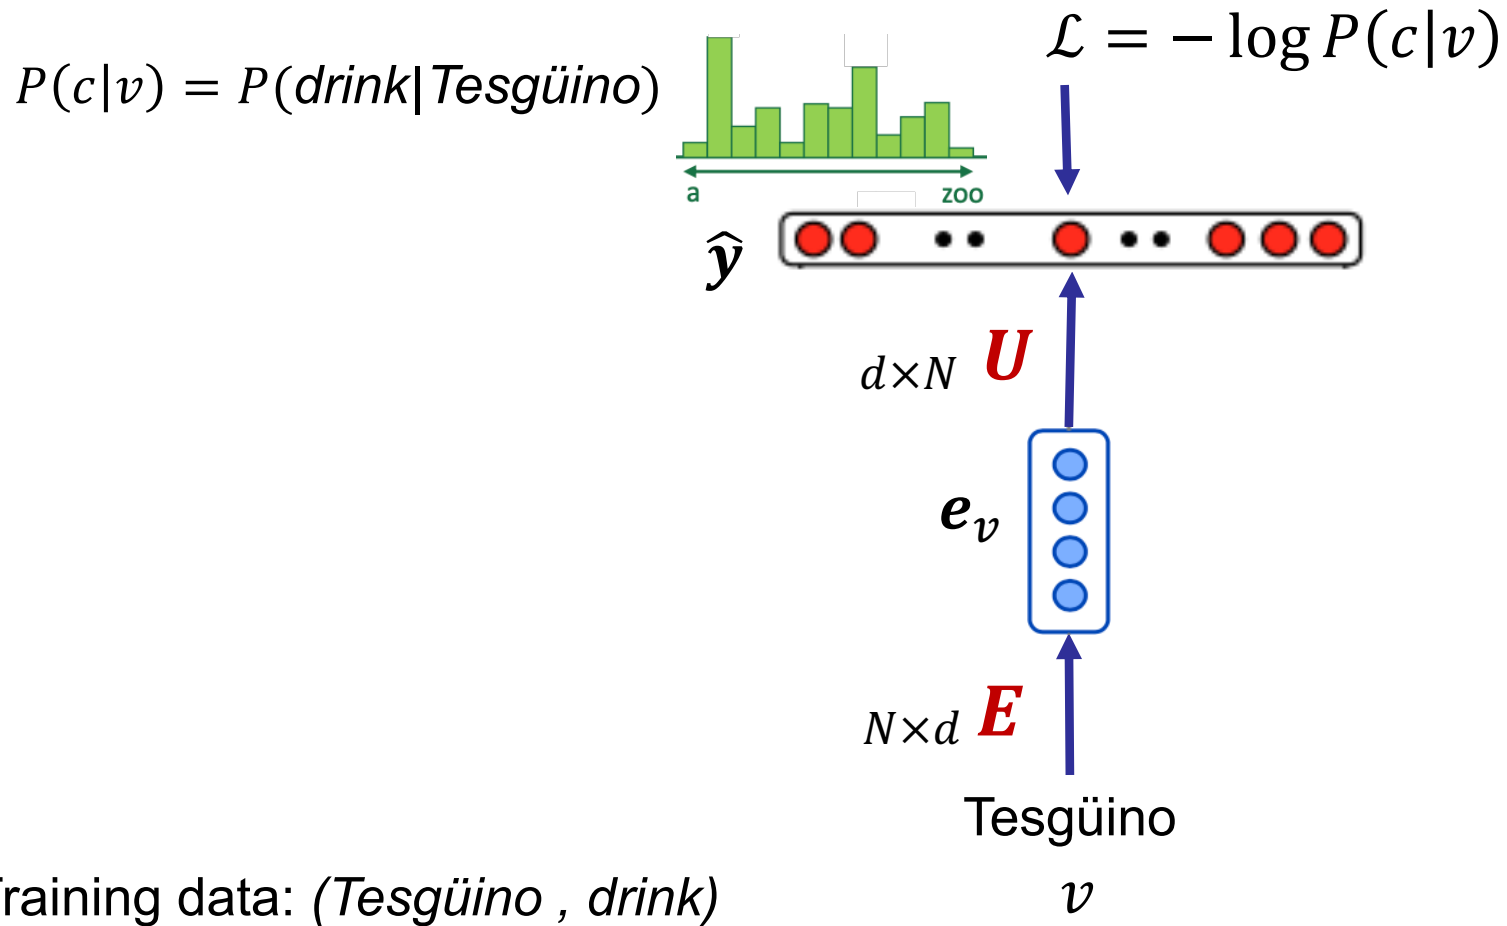 ℒ = − log P(c|v)
P(c|v) = P(drink|Tesgüino)
a zoo
ŷ
d×N U
e_v
N×d E
Tesgüino
raining data: (Tesgüino , drink)
v